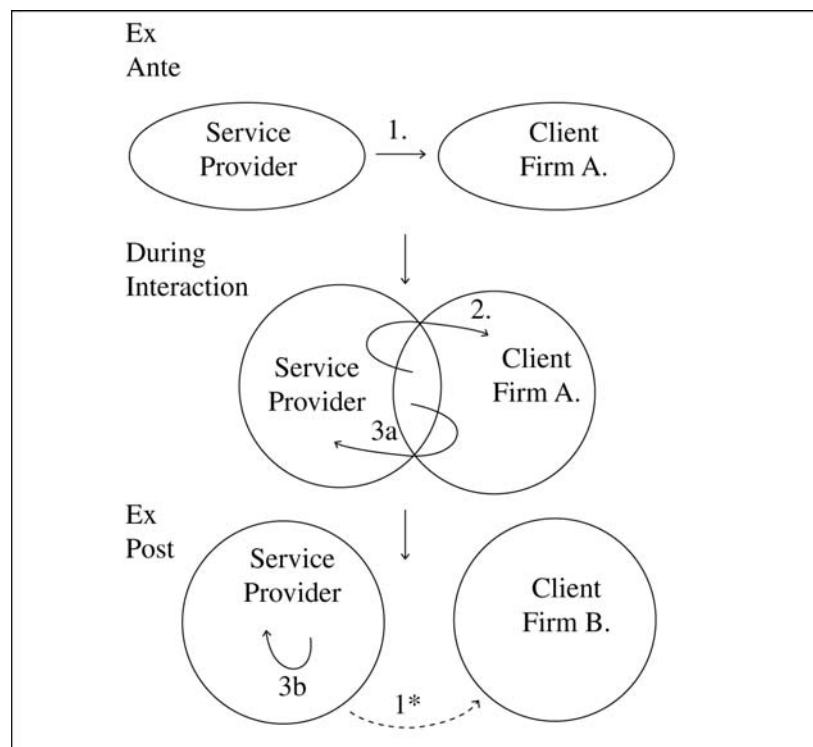 Ex
Ante
Service
Provider
1.
Client
Firm A.
During
Interaction
2.
Service
Provider
Client
Firm A.
3a
Ex
Post
Service
Provider
Client
Firm B.
3b
1*